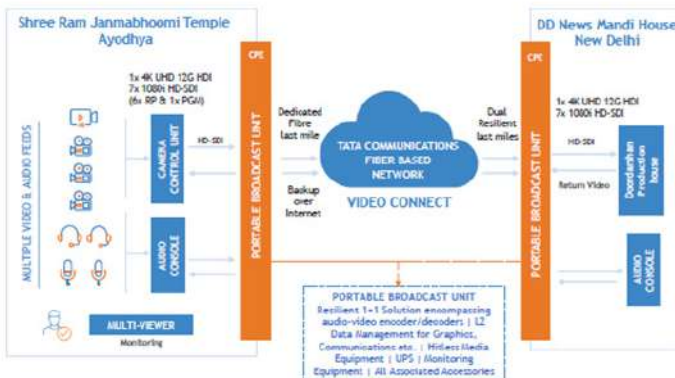 Shree Ram Janmabhoomi Temple
Ayodhya
DD News Mandi House
New Delhi
CPE
CPE
1x 4K UHD 12G HDI
7x 1080i HD-SDI
(6x RP & 1x PGM)
1x 4K UHD 12G HDI
7x 1080i HD-SDI
MULTIPLE VIDEO & AUDIO FEEDS
CAMERA
CONTROL UNIT
HD-SDI
PORTABLE BROADCAST UNIT
Dedicated
Fibre
last mile
Backup
over
Internet
TATA COMMUNICATIONS
FIBER BASED
NETWORK
VIDEO CONNECT
Dual
Resilient
last miles
PORTABLE BROADCAST UNIT
HD-SDI
Return Video
Doordarshan
Production
house
AUDIO
CONSOLE
AUDIO
CONSOLE
MULTI-VIEWER
Monitoring
PORTABLE BROADCAST UNIT
Resilient 1+1 Solution encompassing
audio-video encoder/decoders | L2
Data Management for Graphics,
Communications etc. | Hitless Media
Equipment | UPS | Monitoring
Equipment | All Associated Accessories